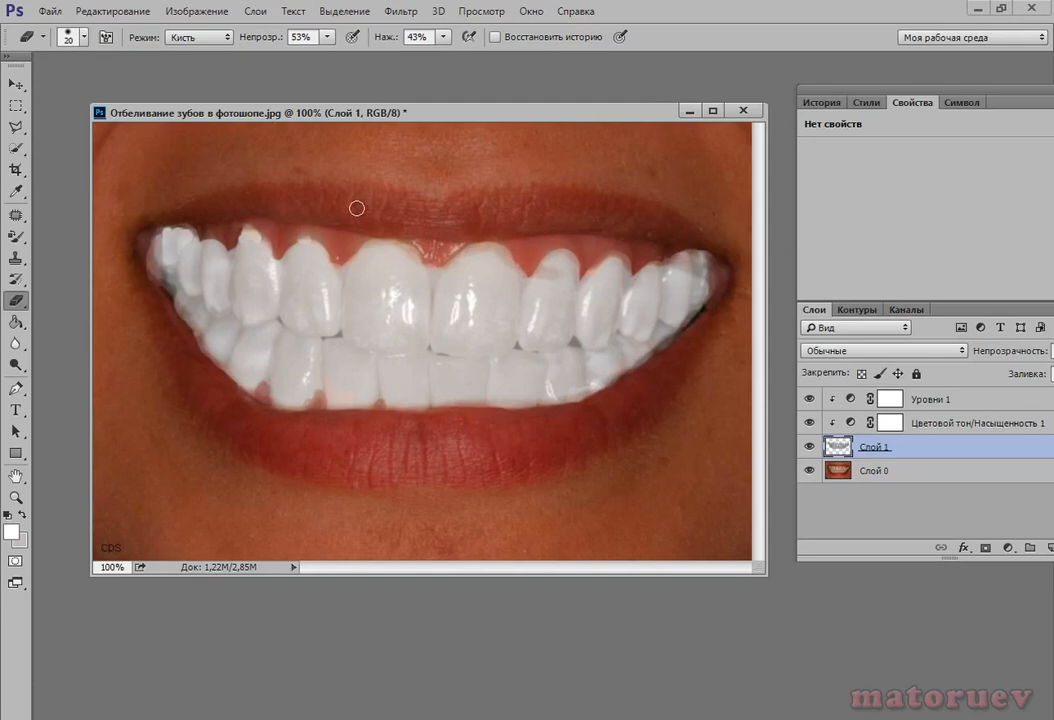 Ps Файл Редактирование Изображение Слои Текст Выделение Фильтр 3D Просмотр Окно Справка
20 Режим: Кисть Непрозр.: 53% Наж.: 43% Восстановить историю Моя рабочая среда
История Стили Свойства Символ
Отбеливание зубов в фотошопе.jpg @ 100% (Слой 1, RGB/8) *
Нет свойств
Слои Контуры Каналы
Вид
Обычные Непрозрачность:
Закрепить: Заливка:
Уровни 1
Цветовой тон/Насыщенность 1
Слой 1
Слой 0
CDS
100% Док: 1,22M/2,85M
matoruev